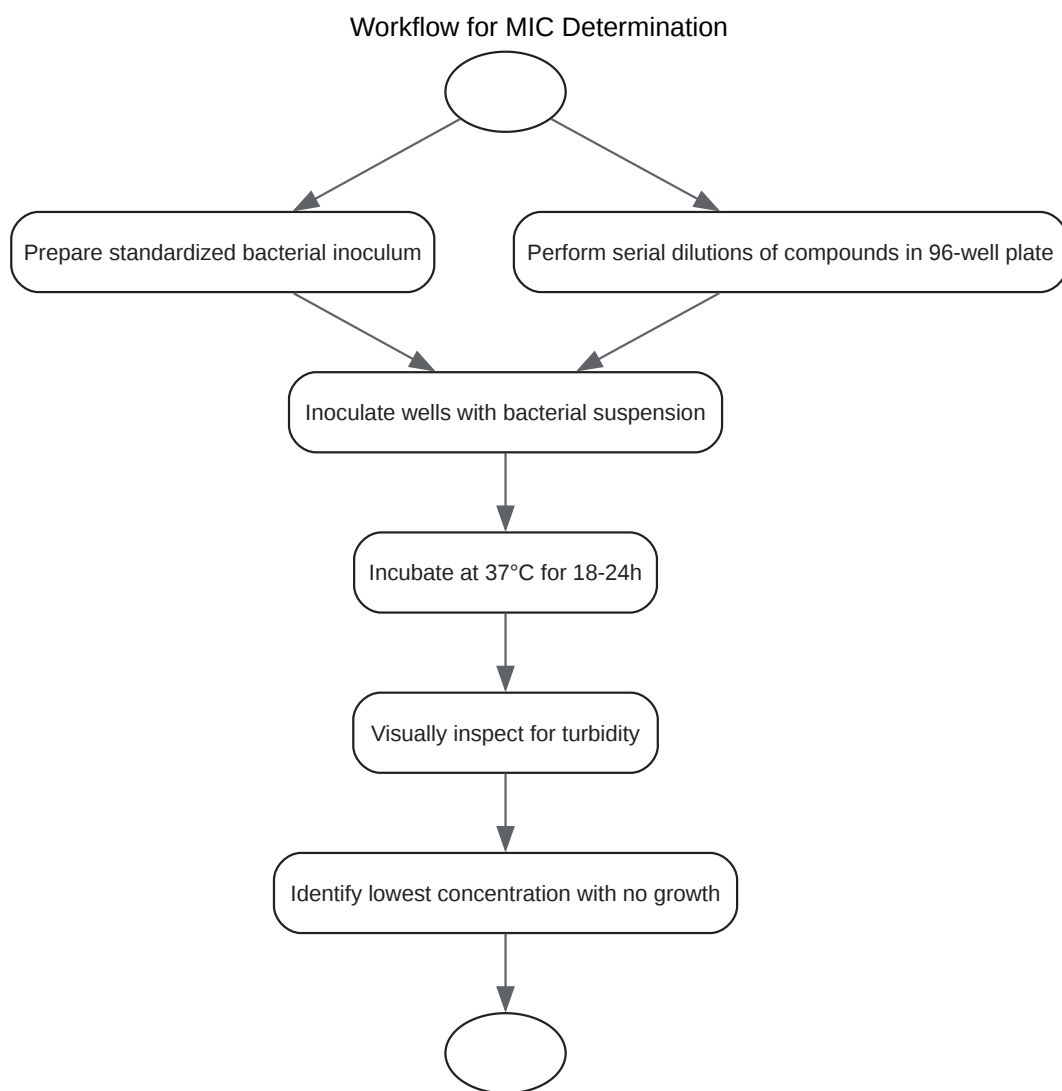 Workflow for MIC Determination
Prepare standardized bacterial inoculum
Perform serial dilutions of compounds in 96-well plate
Inoculate wells with bacterial suspension
Incubate at 37°C for 18-24h
Visually inspect for turbidity
Identify lowest concentration with no growth